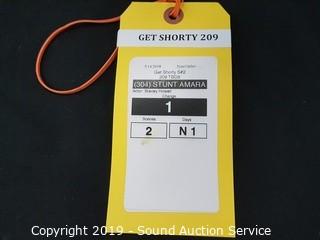 GET SHORTY 209
Get Shorty S#2
(304) STUNT AMARA
Change
1
Scenes
Days
2
N 1
Copyright 2019 - Sound Auction Service